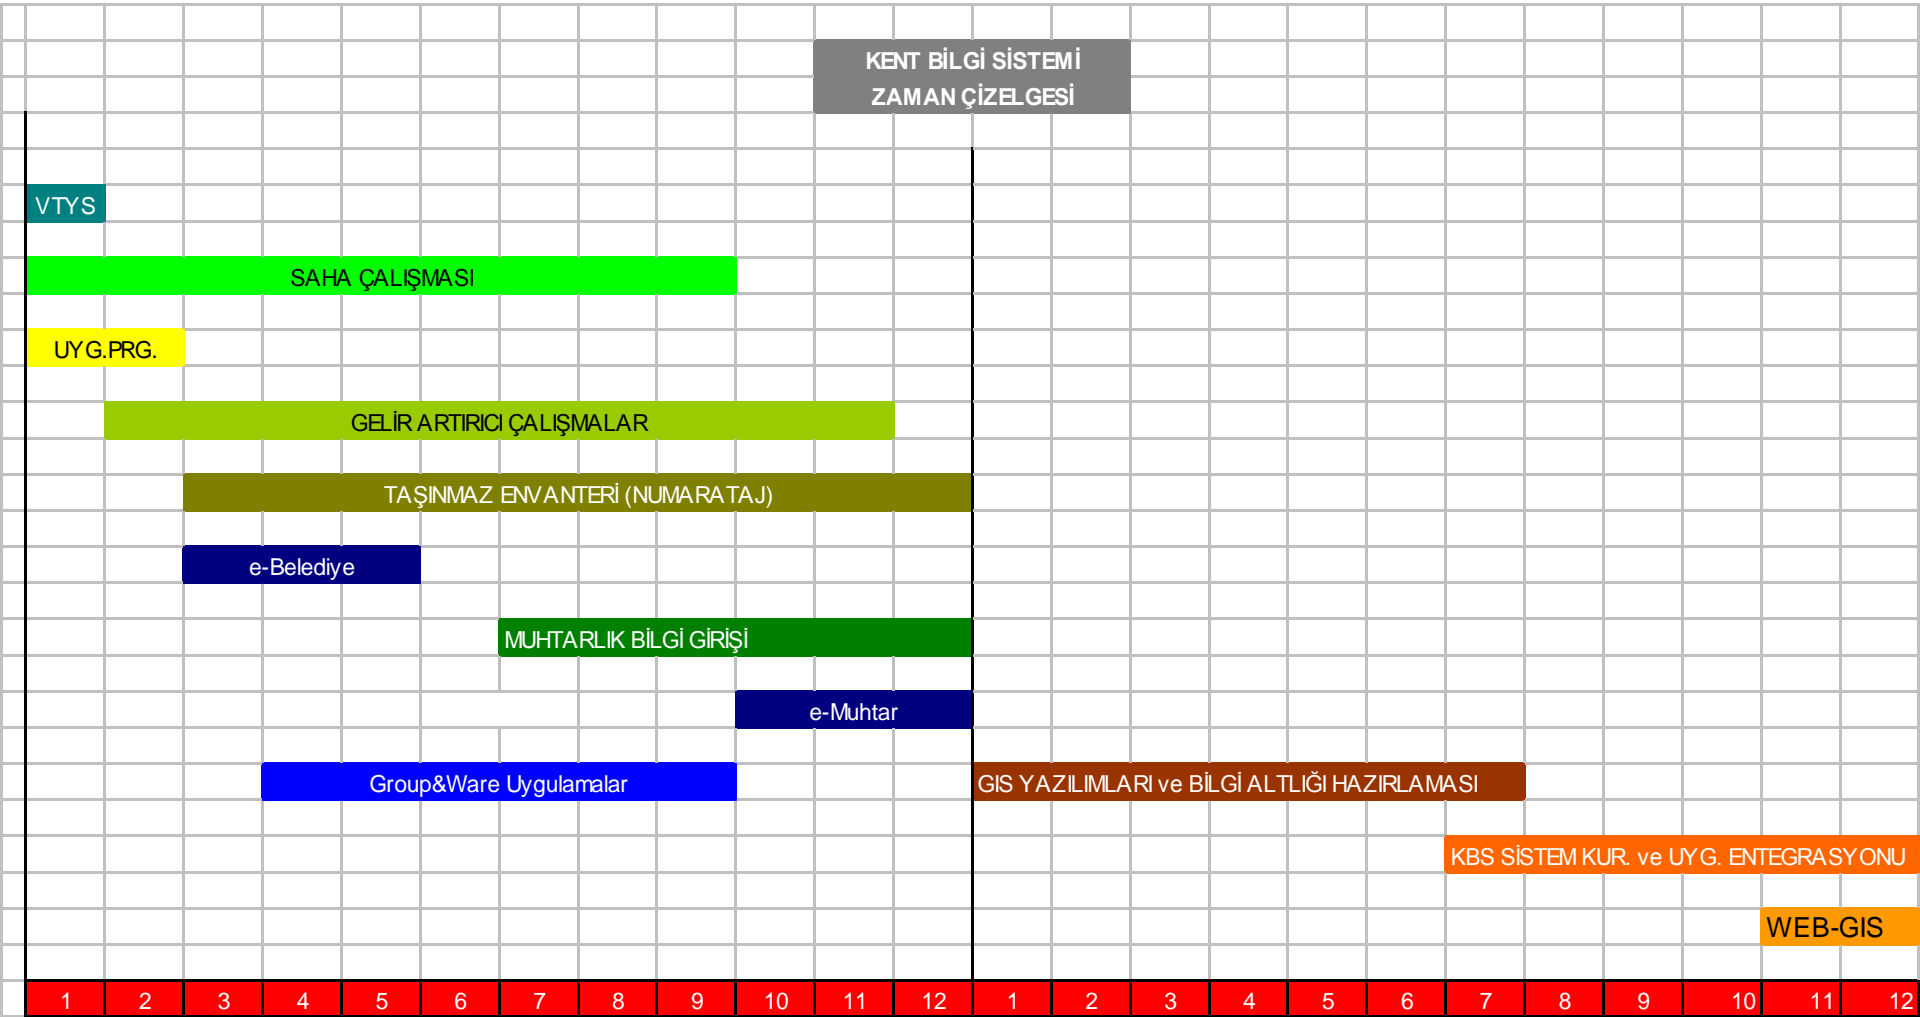 KENT BİLGİ SİSTEMİ
ZAMAN ÇİZELGESİ
VTYS
SAHA ÇALIŞMASI
UYG.PRG.
GELİR ARTIRICI ÇALIŞMALAR
TAŞINMAZ ENVANTERİ (NUMARATAJ)
e-Belediye
MUHTARLIK BİLGİ GİRİŞİ
e-Muhtar
Group&Ware Uygulamalar
GIS YAZILIMLARI ve BİLGİ ALTLIĞI HAZIRLAMASI
KBS SİSTEM KUR. ve UYG. ENTEGRASYONU
WEB-GIS
1 2 3 4 5 6 7 8 9 10 11 12 1 2 3 4 5 6 7 8 9 10 11 12